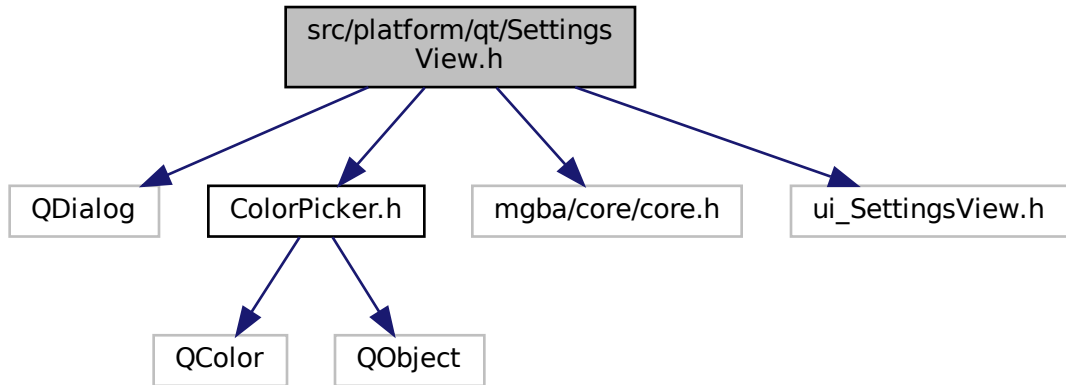 src/platform/qt/Settings
View.h
QDialog
ColorPicker.h
mgba/core/core.h
ui_SettingsView.h
QColor
QObject